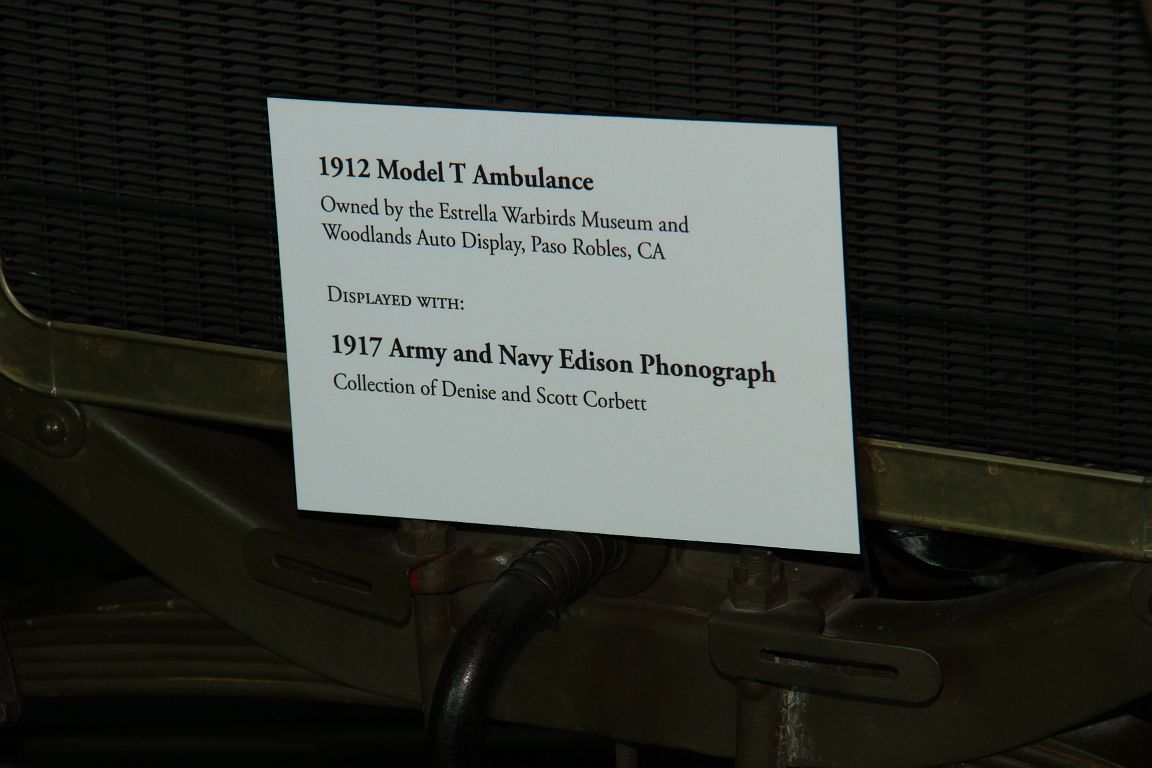 1912 Model T Ambulance
Owned by the Estrella Warbirds Museum and
Woodlands Auto Display, Paso Robles, CA
Displayed with:
1917 Army and Navy Edison Phonograph
Collection of Denise and Scott Corbett